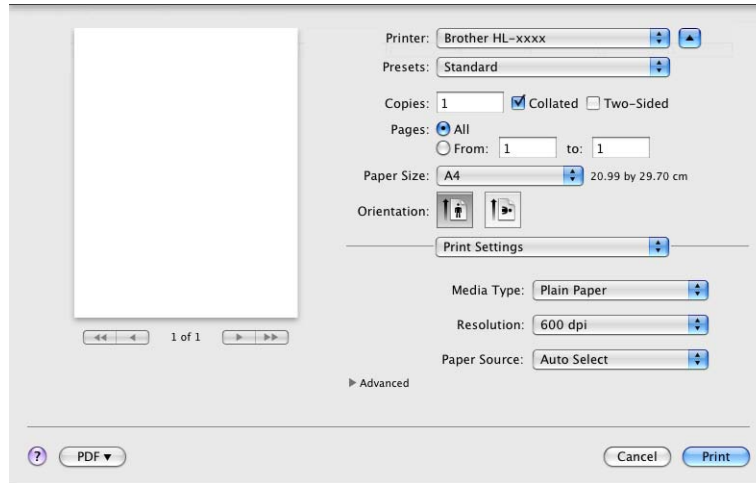 Printer: Brother HL-xxxx
Presets: Standard
Copies: 1 Collated Two-Sided
Pages: All
From: 1 to: 1
Paper Size: A4 20.99 by 29.70 cm
Orientation:
Print Settings
Media Type: Plain Paper
Resolution: 600 dpi
Paper Source: Auto Select
Advanced
1 of 1
? PDF Cancel Print